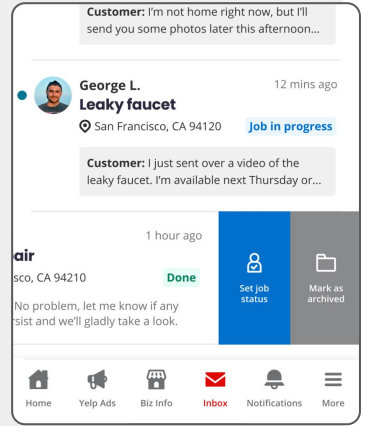 Customer: I'm not home right now, but I'll
send you some photos later this afternoon...
George L.
12 mins ago
Leaky faucet
San Francisco, CA 94120
Job in progress
Customer: I just sent over a video of the
leaky faucet. I'm available next Thursday or...
1 hour ago
air
sco, CA 94210
Done
No problem, let me know if any
rsist and we'll gladly take a look.
Set job
status
Mark as
archived
Home
Yelp Ads
Biz Info
Inbox
Notifications
More